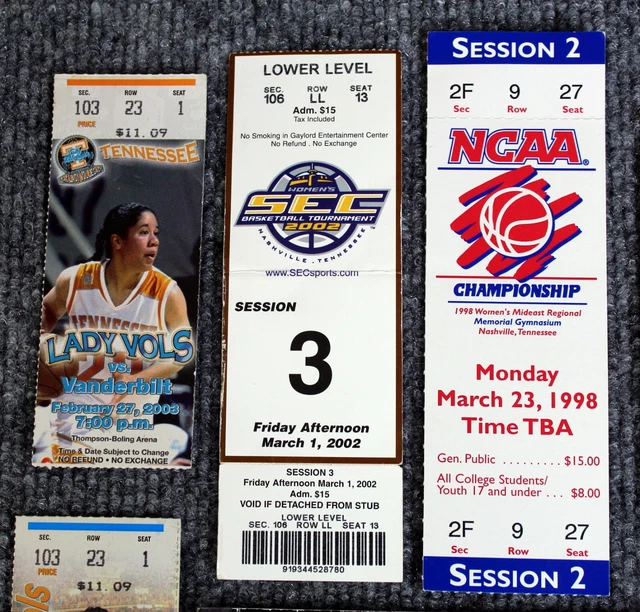 SEC. ROW SEAT
103 23 1
PRICE
$11.09
TENNESSEE
TENNESSEE
LADY VOLS
vs.
Vanderbilt
February 27, 2003
7:00 p.m.
Thompson-Boling Arena
Time & Date Subject to Change
NO REFUND • NO EXCHANGE
SEC. ROW SEAT
103 23 1
PRICE
$11.09
LOWER LEVEL
SEC. ROW SEAT
106 LL 13
Adm. $15
Tax Included
No Smoking in Gaylord Entertainment Center
No Refund . No Exchange
WOMEN'S
SEC
BASKETBALL TOURNAMENT
2002
NASHVILLE , TENNESSEE
www.SECsports.com
SESSION
3
Friday Afternoon
March 1, 2002
SESSION 3
Friday Afternoon March 1, 2002
Adm. $15
VOID IF DETACHED FROM STUB
LOWER LEVEL
SEC. 106 ROW LL SEAT 13
919344528780
SESSION 2
2F 9 27
Sec Row Seat
NCAA®
CHAMPIONSHIP
1998 Women's Mideast Regional
Memorial Gymnasium
Nashville, Tennessee
Monday
March 23, 1998
Time TBA
Gen. Public ......... $15.00
All College Students/
Youth 17 and under ... $8.00
2F 9 27
Sec Row Seat
SESSION 2